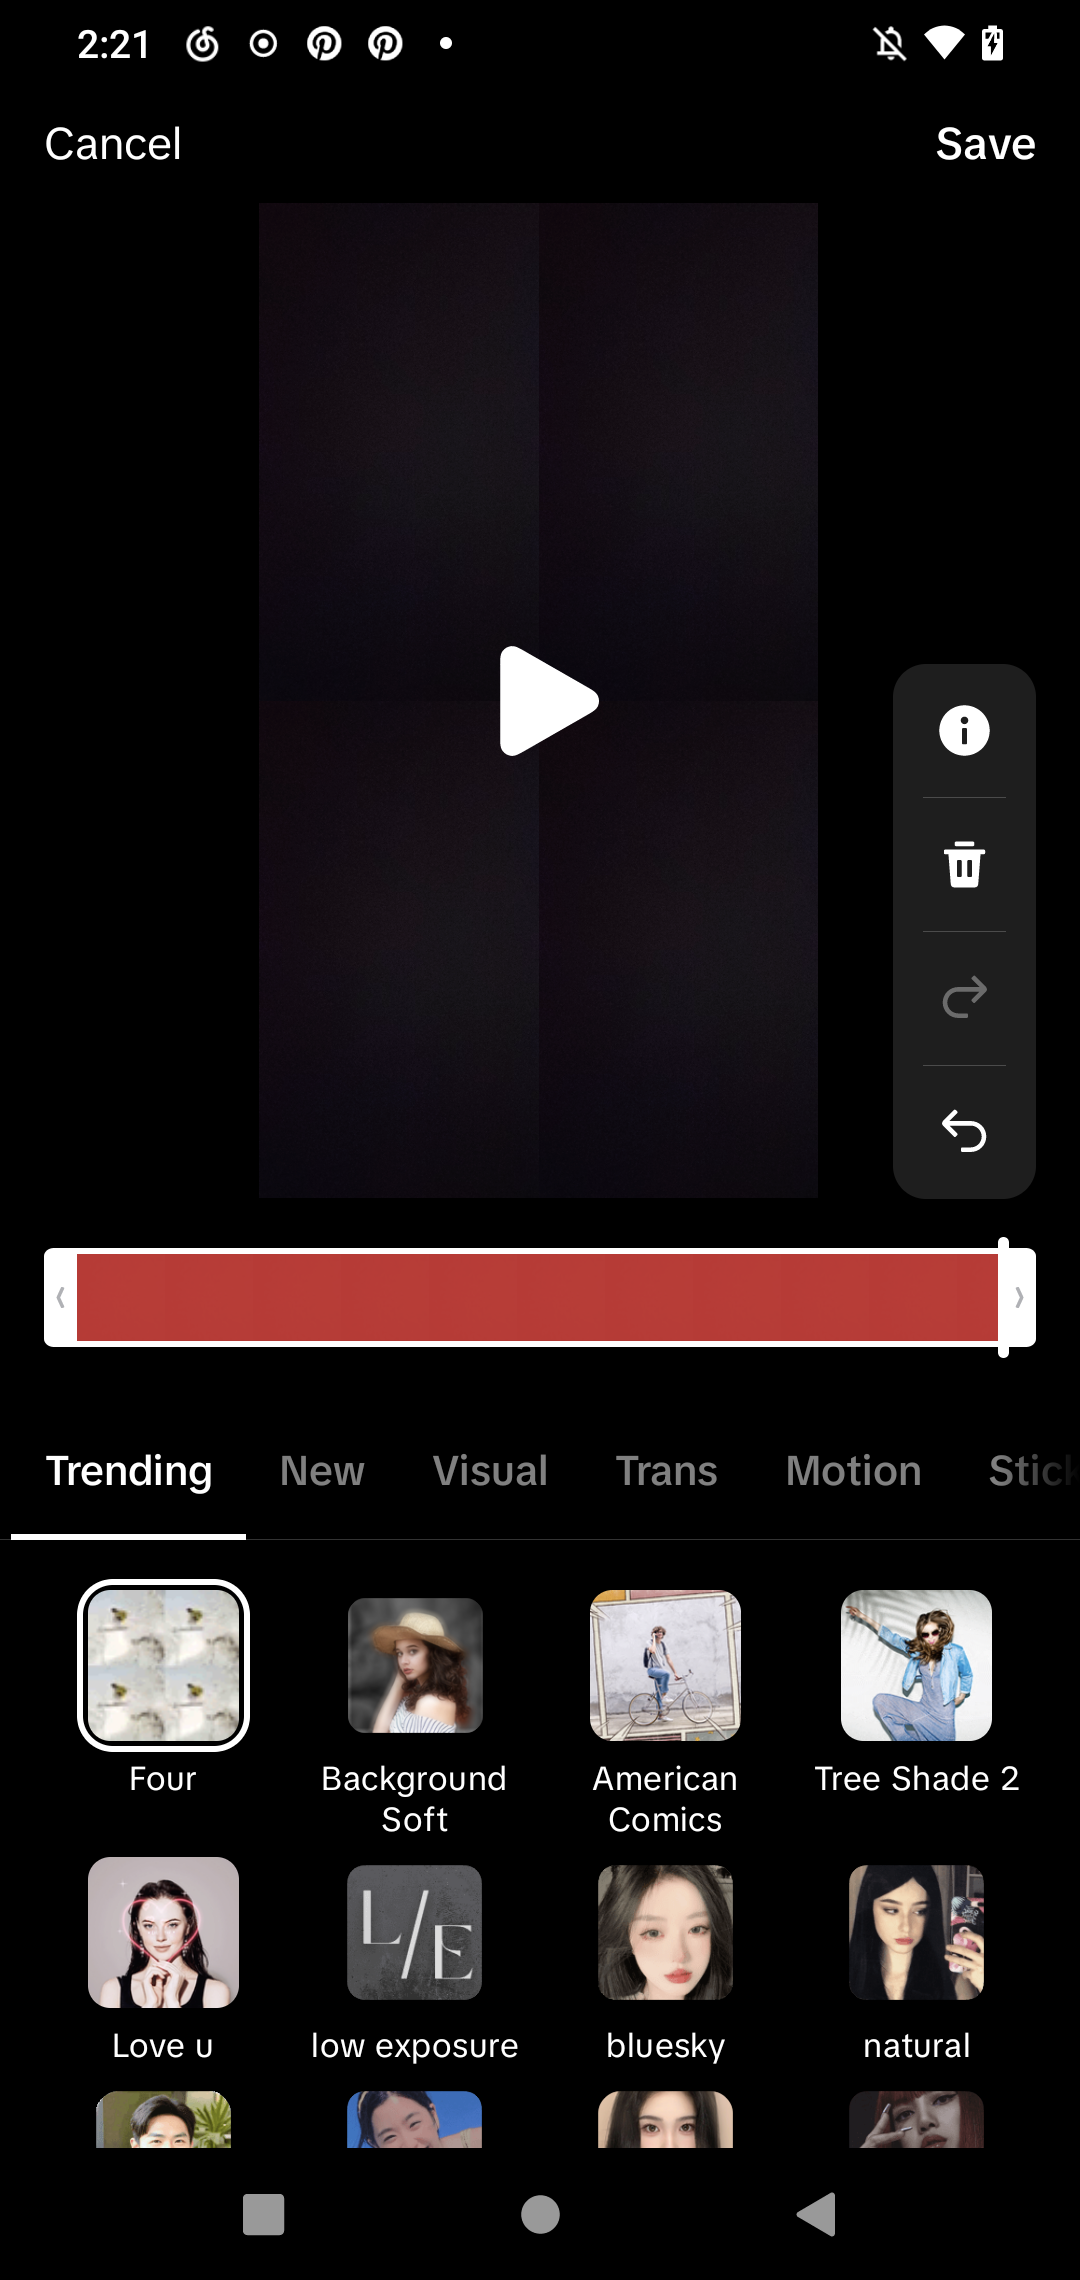 2:21
Cancel
Save
Trending
New
Visual
Trans
Motion
Stick
Four
Background
Soft
American
Comics
Tree Shade 2
L/E
Love u
low exposure
bluesky
natural